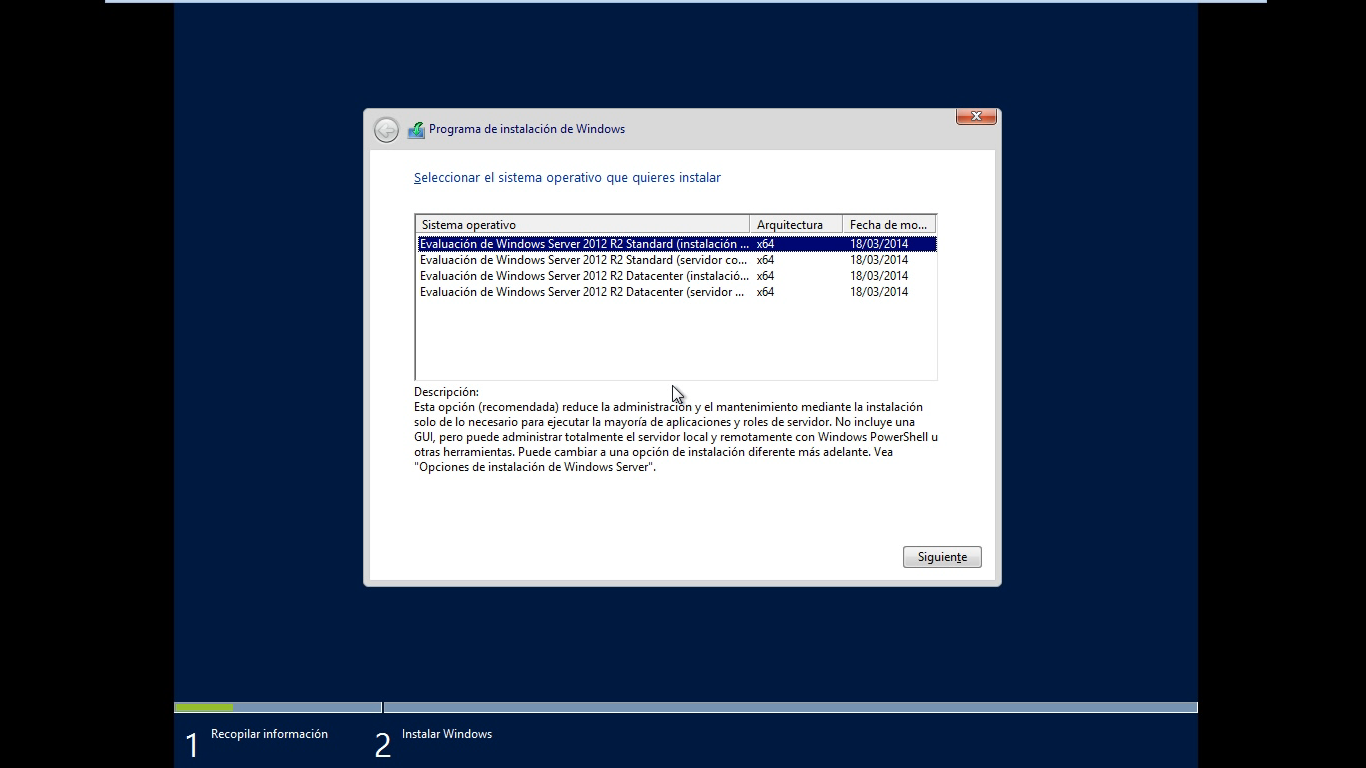 Programa de instalación de Windows
Seleccionar el sistema operativo que quieres instalar
Sistema operativo Arquitectura Fecha de mo...
Evaluación de Windows Server 2012 R2 Standard (instalación ... x64 18/03/2014
Evaluación de Windows Server 2012 R2 Standard (servidor co... x64 18/03/2014
Evaluación de Windows Server 2012 R2 Datacenter (instalació... x64 18/03/2014
Evaluación de Windows Server 2012 R2 Datacenter (servidor ... x64 18/03/2014
Descripción:
Esta opción (recomendada) reduce la administración y el mantenimiento mediante la instalación
solo de lo necesario para ejecutar la mayoría de aplicaciones y roles de servidor. No incluye una
GUI, pero puede administrar totalmente el servidor local y remotamente con Windows PowerShell u
otras herramientas. Puede cambiar a una opción de instalación diferente más adelante. Vea
"Opciones de instalación de Windows Server".
Siguiente
1 Recopilar información 2 Instalar Windows